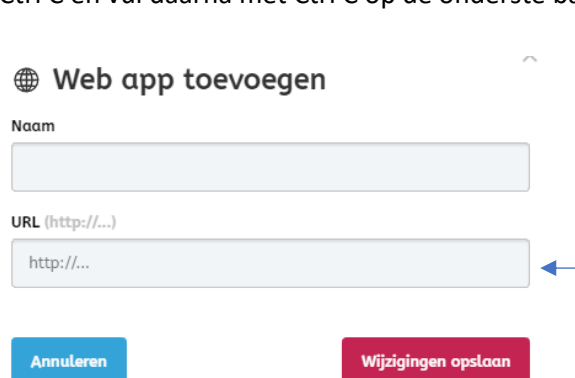 Ctrl C en vul daarna met Ctrl C op de onderste ba
Web app toevoegen
Naam
URL (http://...)
http://...
Annuleren Wijzigingen opslaan